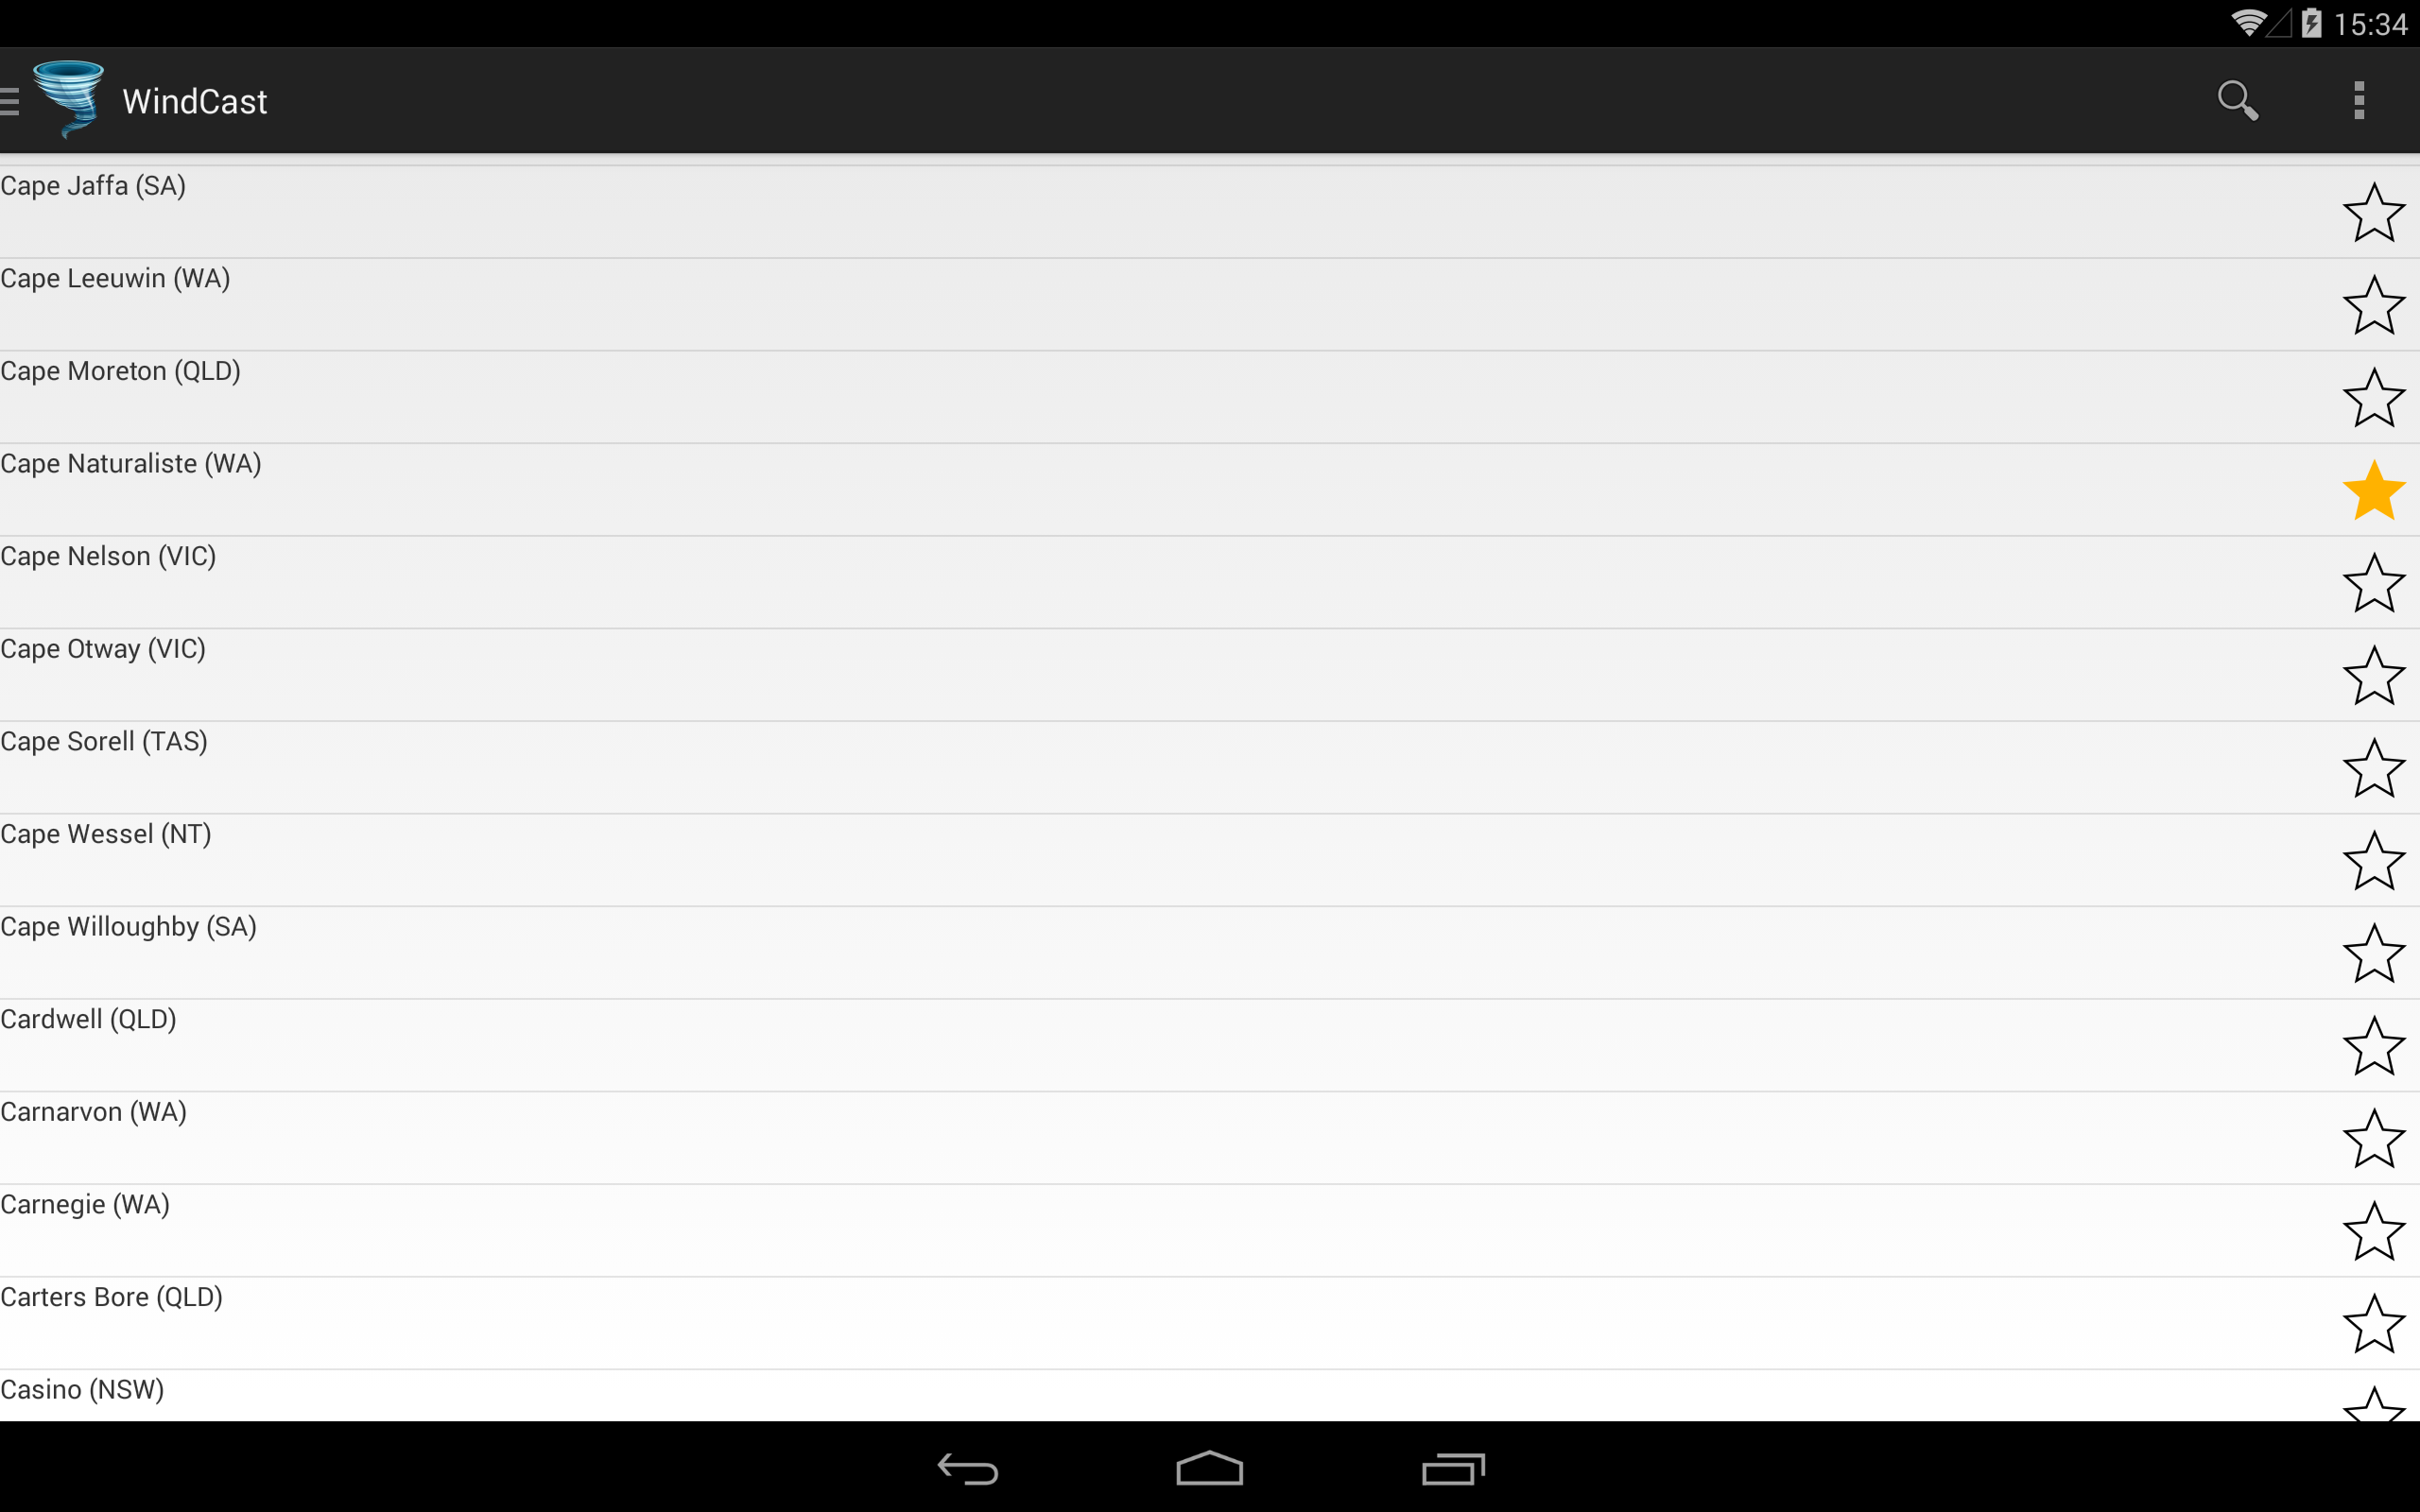 15:34
WindCast
Cape Jaffa (SA)
Cape Leeuwin (WA)
Cape Moreton (QLD)
Cape Naturaliste (WA)
Cape Nelson (VIC)
Cape Otway (VIC)
Cape Sorell (TAS)
Cape Wessel (NT)
Cape Willoughby (SA)
Cardwell (QLD)
Carnarvon (WA)
Carnegie (WA)
Carters Bore (QLD)
Casino (NSW)